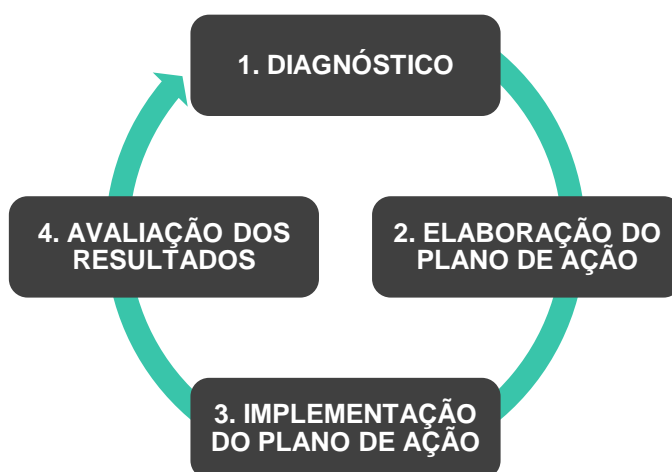 1. DIAGNÓSTICO
2. ELABORAÇÃO DO
PLANO DE AÇÃO
3. IMPLEMENTAÇÃO
DO PLANO DE AÇÃO
4. AVALIAÇÃO DOS
RESULTADOS